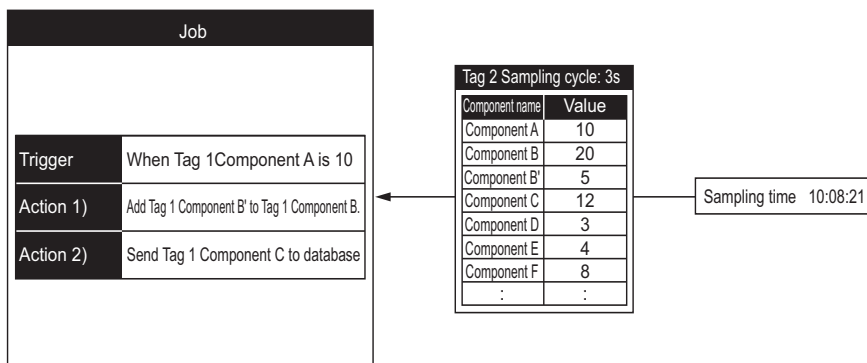 Job
Trigger When Tag 1Component A is 10
Action 1) Add Tag 1 Component B' to Tag 1 Component B.
Action 2) Send Tag 1 Component C to database
Tag 2 Sampling cycle: 3s
Component name Value
Component A 10
Component B 20
Component B' 5
Component C 12
Component D 3
Component E 4
Component F 8
: :
Sampling time 10:08:21